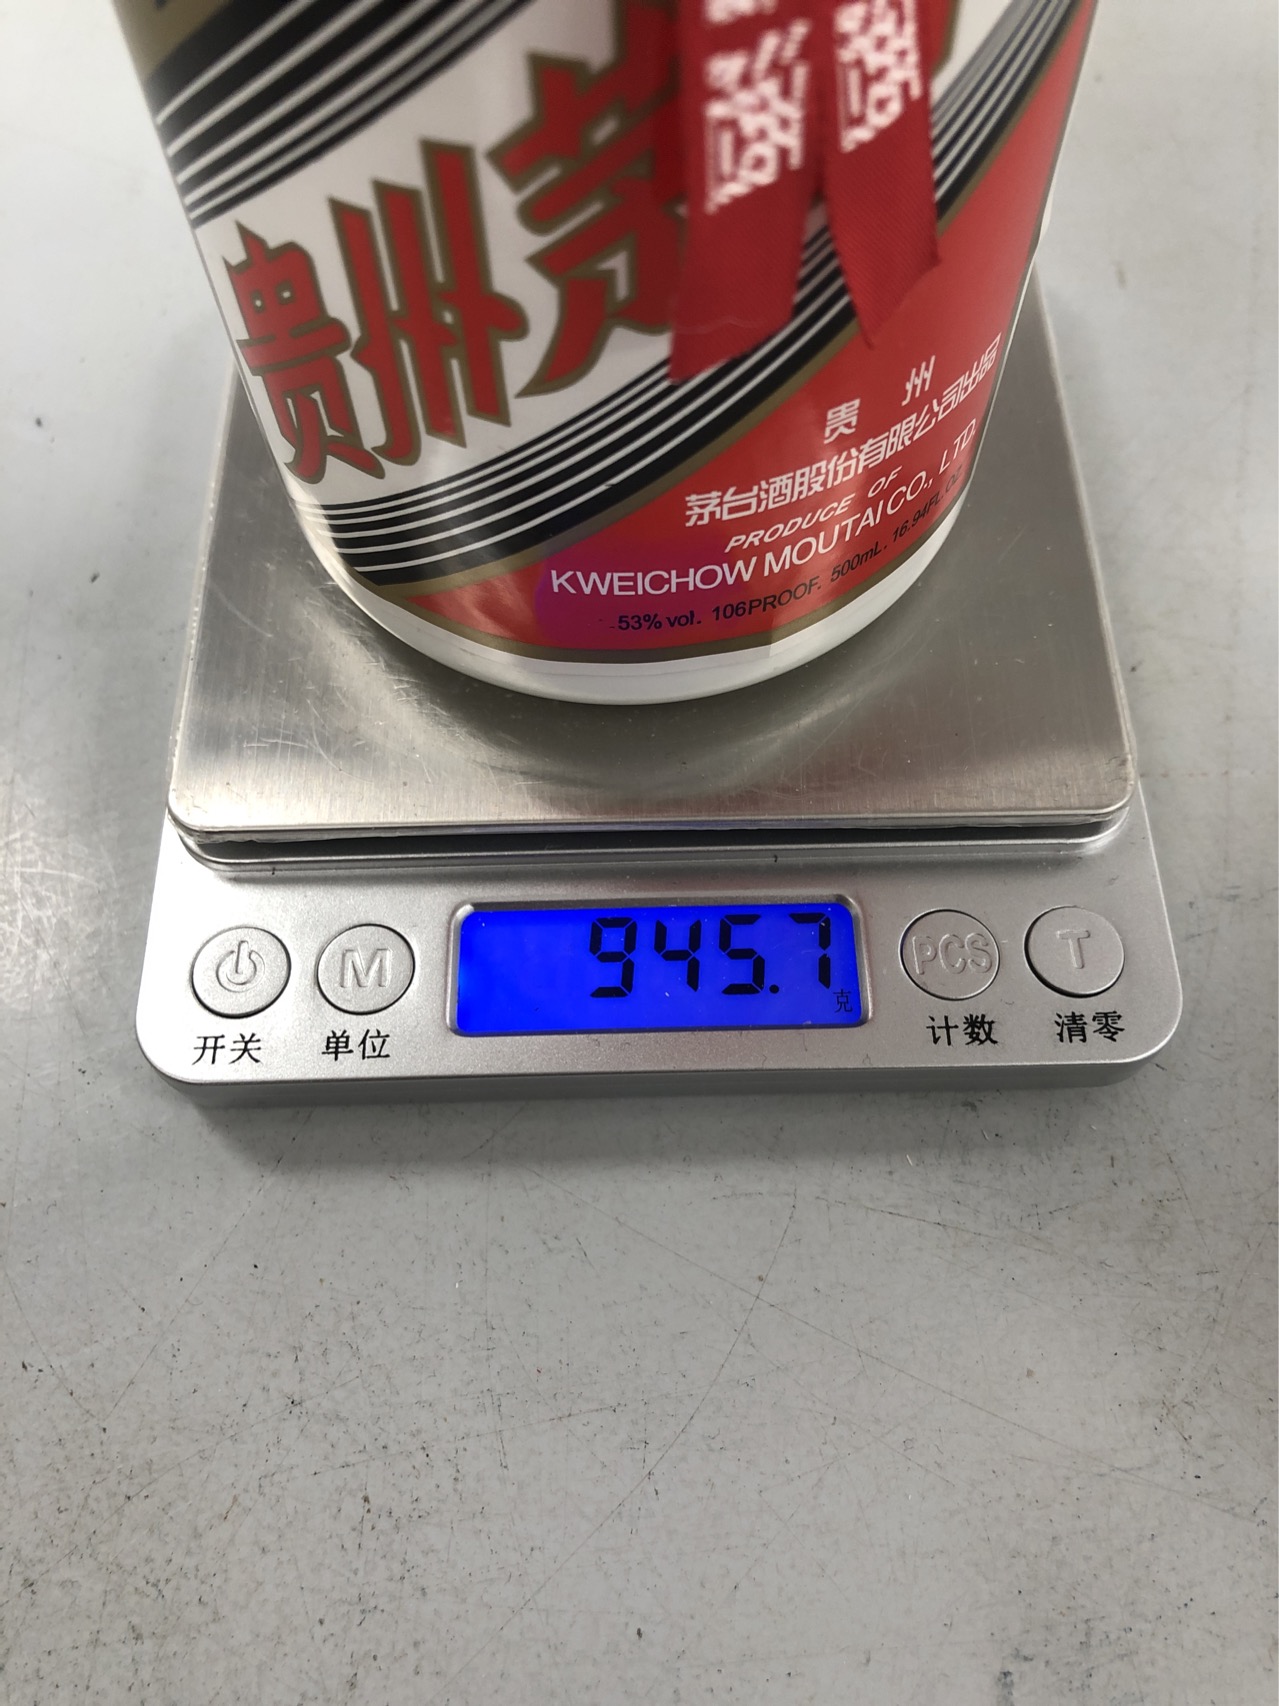 贵州茅
贵 州
茅台酒股份有限公司出品
PRODUCE OF
KWEICHOW MOUTAI CO., LTD.
53% vol. 106PROOF. 500mL. 16.94FL.OZ
945.7
克
M
PCS
T
开关
单位
计数
清零